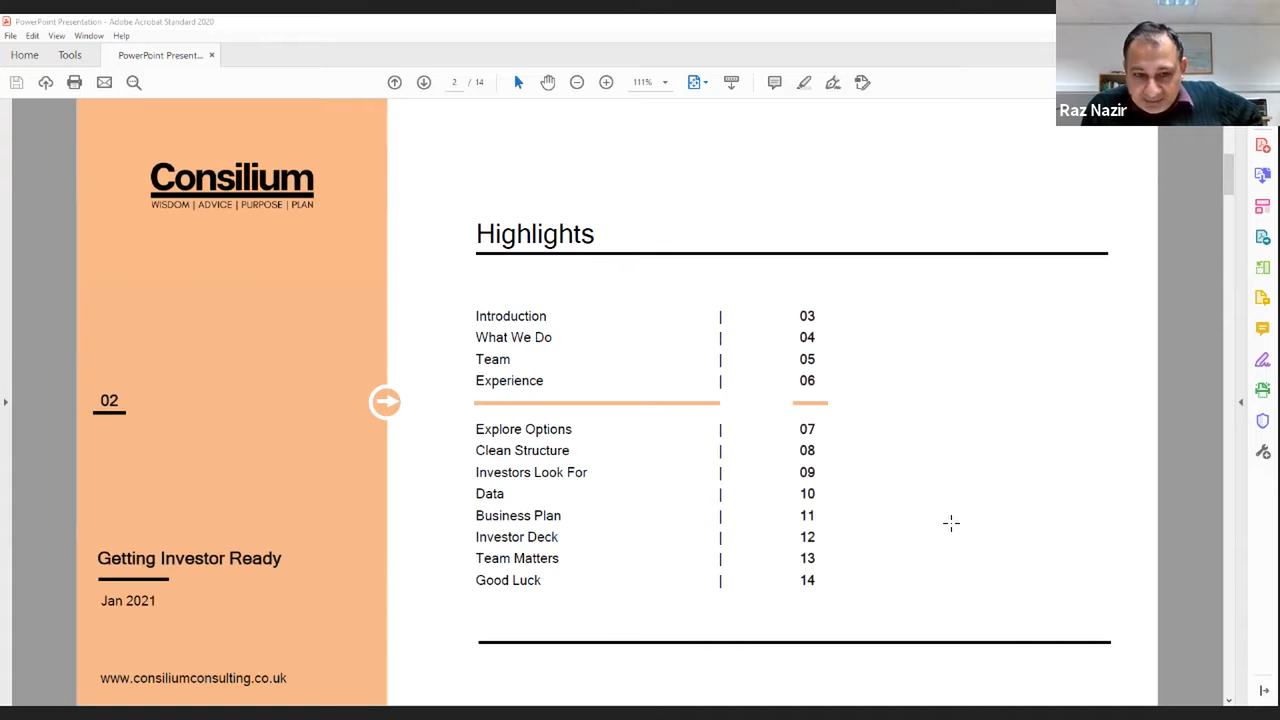 PowerPoint Presentation - Adobe Acrobat Standard 2020
File Edit View Window Help
Home Tools PowerPoint Present... ×
2 / 14 111%
Raz Nazir
Consilium
WISDOM | ADVICE | PURPOSE | PLAN
Highlights
Introduction | 03
What We Do | 04
Team | 05
Experience | 06
02
Explore Options | 07
Clean Structure | 08
Investors Look For | 09
Data | 10
Business Plan | 11
Investor Deck | 12
Team Matters | 13
Good Luck | 14
Getting Investor Ready
Jan 2021
www.consiliumconsulting.co.uk